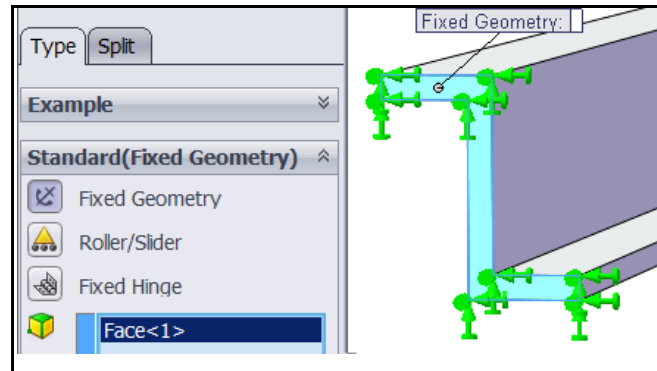 Type Split
Example
Standard(Fixed Geometry)
Fixed Geometry
Roller/Slider
Fixed Hinge
Face<1>
Fixed Geometry: